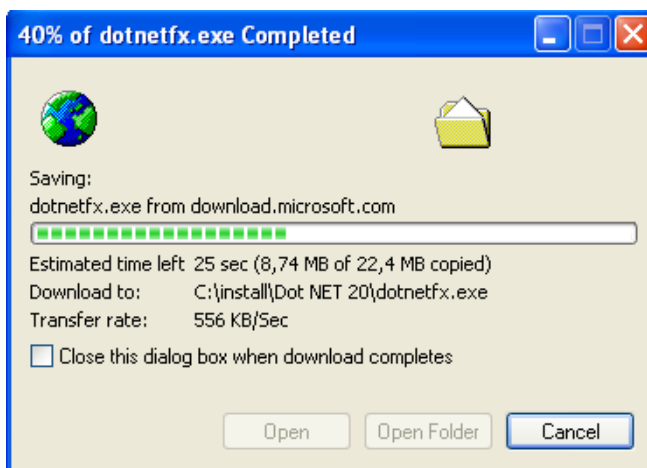 40% of dotnetfx.exe Completed
Saving:
dotnetfx.exe from download.microsoft.com
Estimated time left 25 sec (8,74 MB of 22,4 MB copied)
Download to: C:\install\Dot NET 20\dotnetfx.exe
Transfer rate: 556 KB/Sec
Close this dialog box when download completes
Open Open Folder Cancel